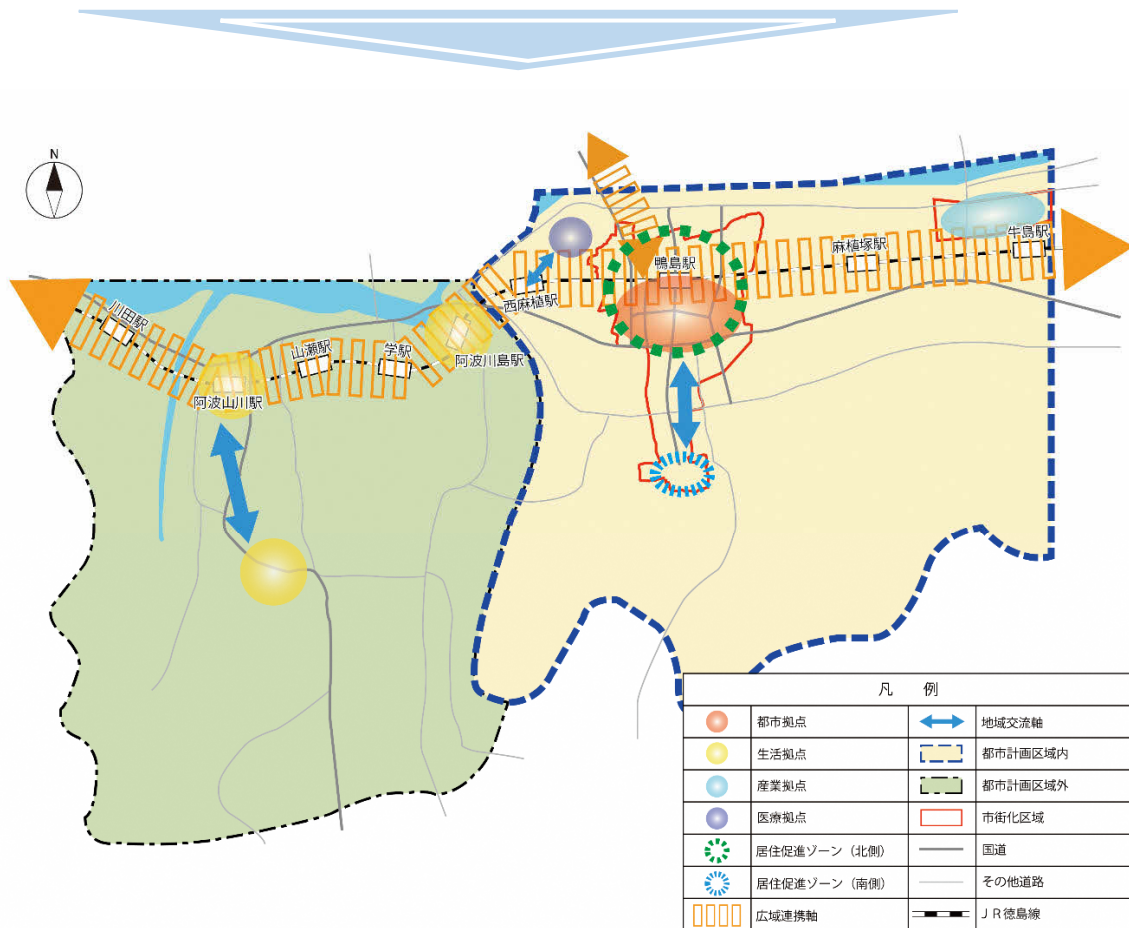 N
鴨島駅
麻植塚駅
牛島駅
西麻植駅
川田駅
山瀬駅
学駅
阿波川島駅
阿波山川駅
凡 例
都市拠点
地域交流軸
生活拠点
都市計画区域内
産業拠点
都市計画区域外
医療拠点
市街化区域
居住促進ゾーン（北側）
国道
居住促進ゾーン（南側）
その他道路
広域連携軸
ＪＲ徳島線